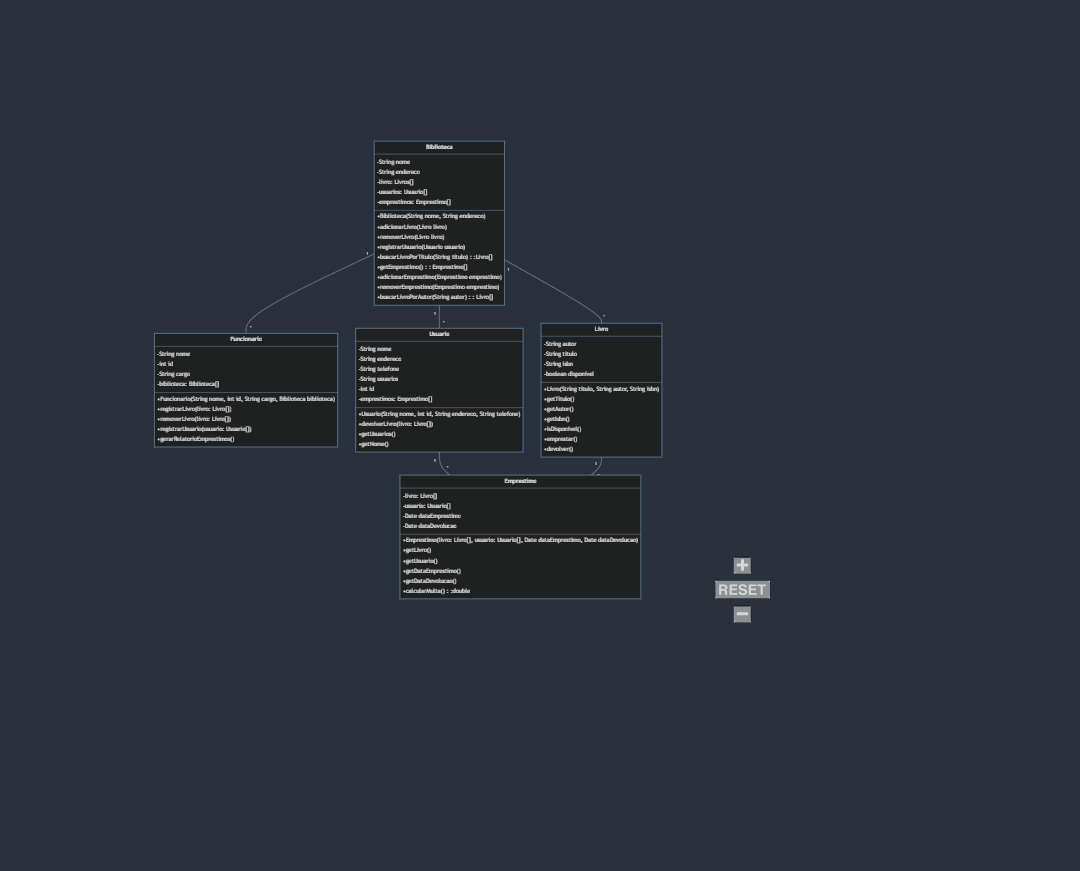 Biblioteca
-String nome
-String endereco
-livro: Livros[]
-usuarios: Usuario[]
-emprestimos: Emprestimo[]
+Biblioteca(String nome, String endereco)
+adicionarLivro(Livro livro)
+removerLivro(Livro livro)
+registrarUsuario(Usuario usuario)
+buscarLivroPorTitulo(String titulo) : :Livro[]
+getEmprestimo() : : Emprestimo[]
+adicionarEmprestimo(Emprestimo emprestimo)
+removerEmprestimo(Emprestimo emprestimo)
+buscarLivroPorAutor(String autor) : : Livro[]
1
1
1
*
*
*
Funcionario
-String nome
-int id
-String cargo
-biblioteca: Biblioteca[]
+Funcionario(String nome, int id, String cargo, Biblioteca biblioteca)
+registrarLivro(livro: Livro[])
+removerLivro(livro: Livro[])
+registrarUsuario(usuario: Usuario[])
+gerarRelatorioEmprestimos()
Usuario
-String nome
-String endereco
-String telefone
-String usuarios
-int id
-emprestimos: Emprestimo[]
+Usuario(String nome, int id, String endereco, String telefone)
+devolverLivro(livro: Livro[])
+getUsuarios()
+getNome()
Livro
-String autor
-String titulo
-String isbn
-boolean disponivel
+Livro(String titulo, String autor, String isbn)
+getTitulo()
+getAutor()
+getIsbn()
+isDisponivel()
+emprestar()
+devolver()
1
*
1
*
Emprestimo
-livro: Livro[]
-usuario: Usuario[]
-Date dataEmprestimo
-Date dataDevolucao
+Emprestimo(livro: Livro[], usuario: Usuario[], Date dataEmprestimo, Date dataDevolucao)
+getLivro()
+getUsuario()
+getDataEmprestimo()
+getDataDevolucao()
+calcularMulta() : :double
+
RESET
−